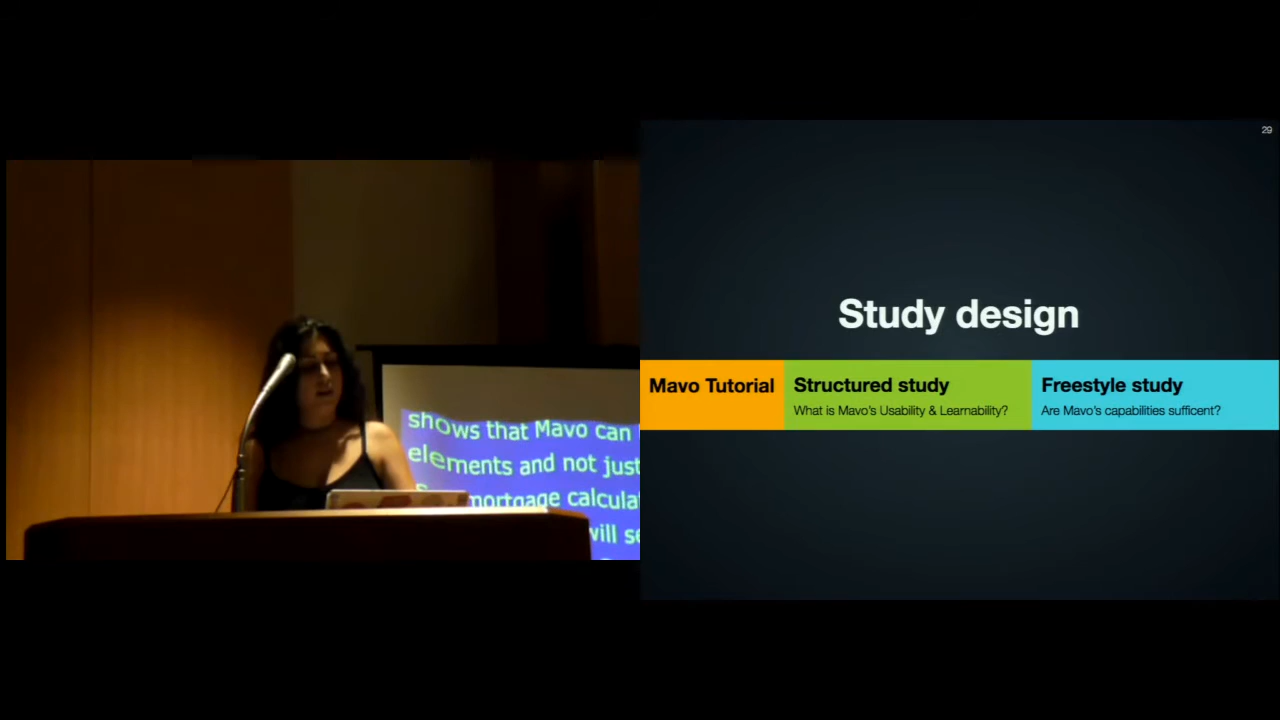 shows that Mavo can
elements and not just
mortgage calcula
will se
29
Study design
Mavo Tutorial
Structured study
What is Mavo's Usability & Learnability?
Freestyle study
Are Mavo's capabilities sufficent?